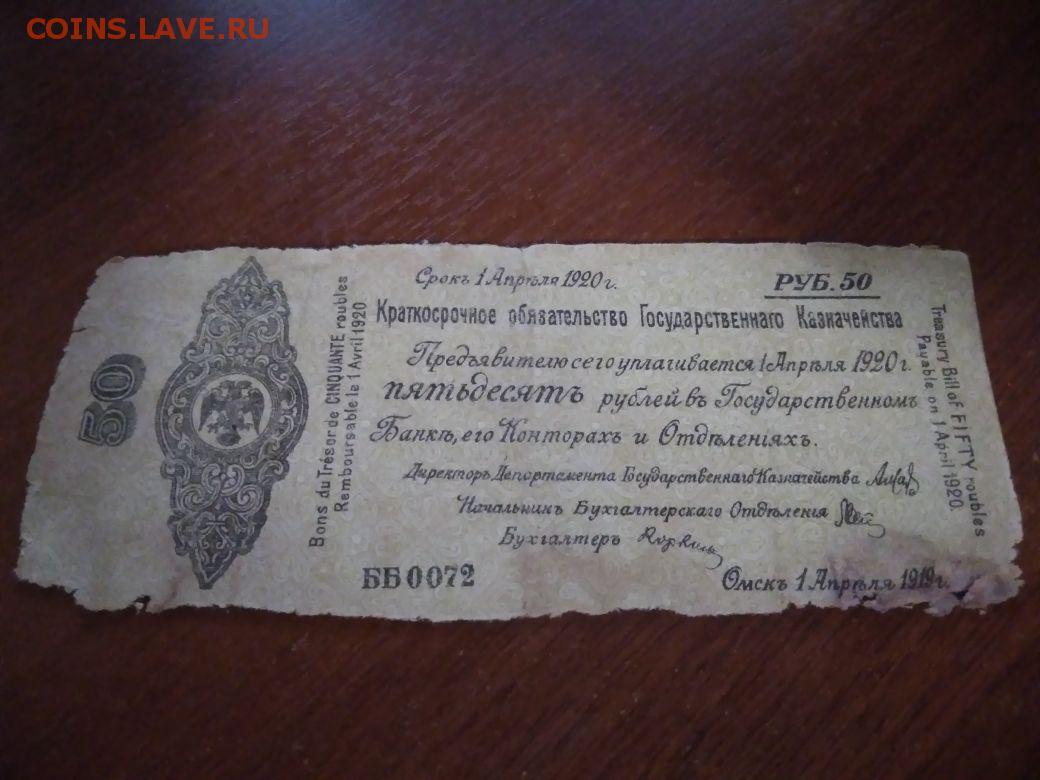 COINS.LAVE.RU
50
Bons du Trésor de CINQUANTE roubles
Remboursable le 1 Avril 1920.
Срокъ 1 Апрѣля 1920 г.
РУБ. 50
Краткосрочное обязательство Государственнаго Казначейства
Предъявителю сего уплачивается 1 Апрѣля 1920 г.
пятьдесятъ рублей въ Государственномъ
Банкѣ, его Конторахъ и Отдѣленіяхъ.
Директоръ Департамента Государственнаго Казначейства
Начальникъ Бухгалтерскаго Отдѣленія
Бухгалтеръ
ББ 0072
Омскъ 1 Апрѣля 1919 г.
Treasury Bill of FIFTY roubles
Payable on 1 April 1920.